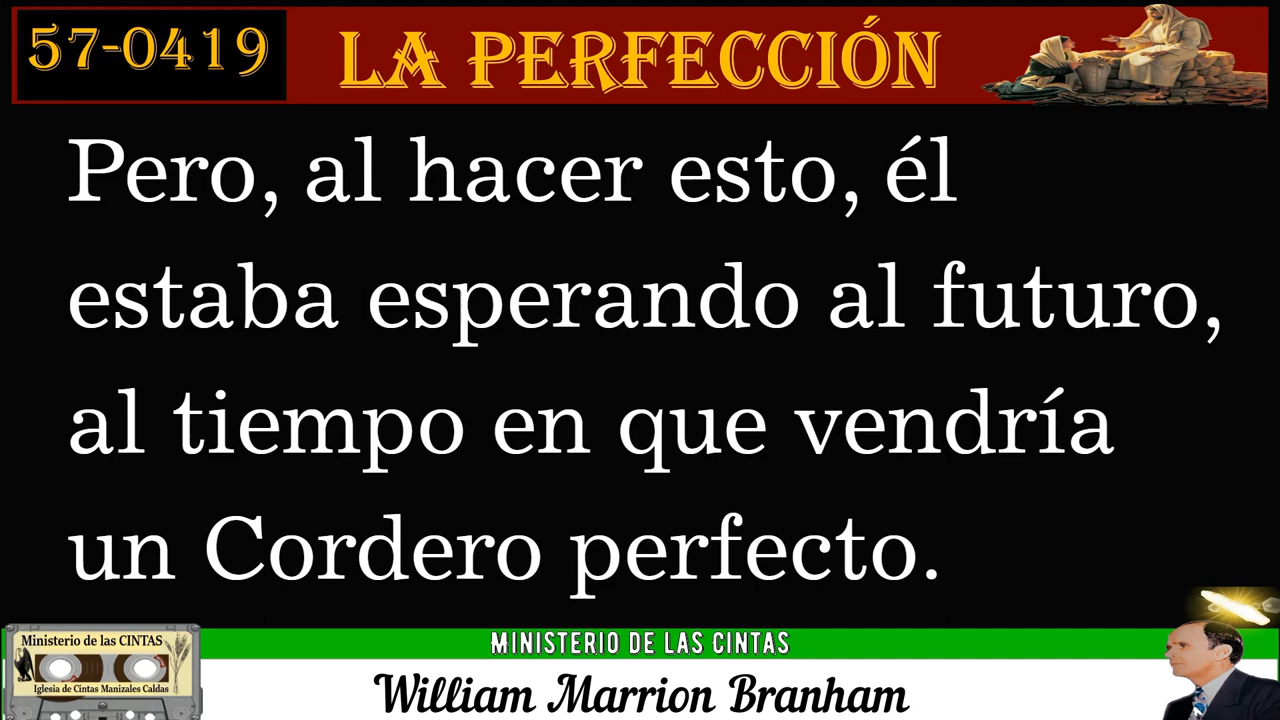 57-0419
LA PERFECCIÓN
Pero, al hacer esto, él
estaba esperando al futuro,
al tiempo en que vendría
un Cordero perfecto.
Ministerio de las CINTAS
Iglesia de Cintas Manizales Caldas
MINISTERIO DE LAS CINTAS
William Marrion Branham